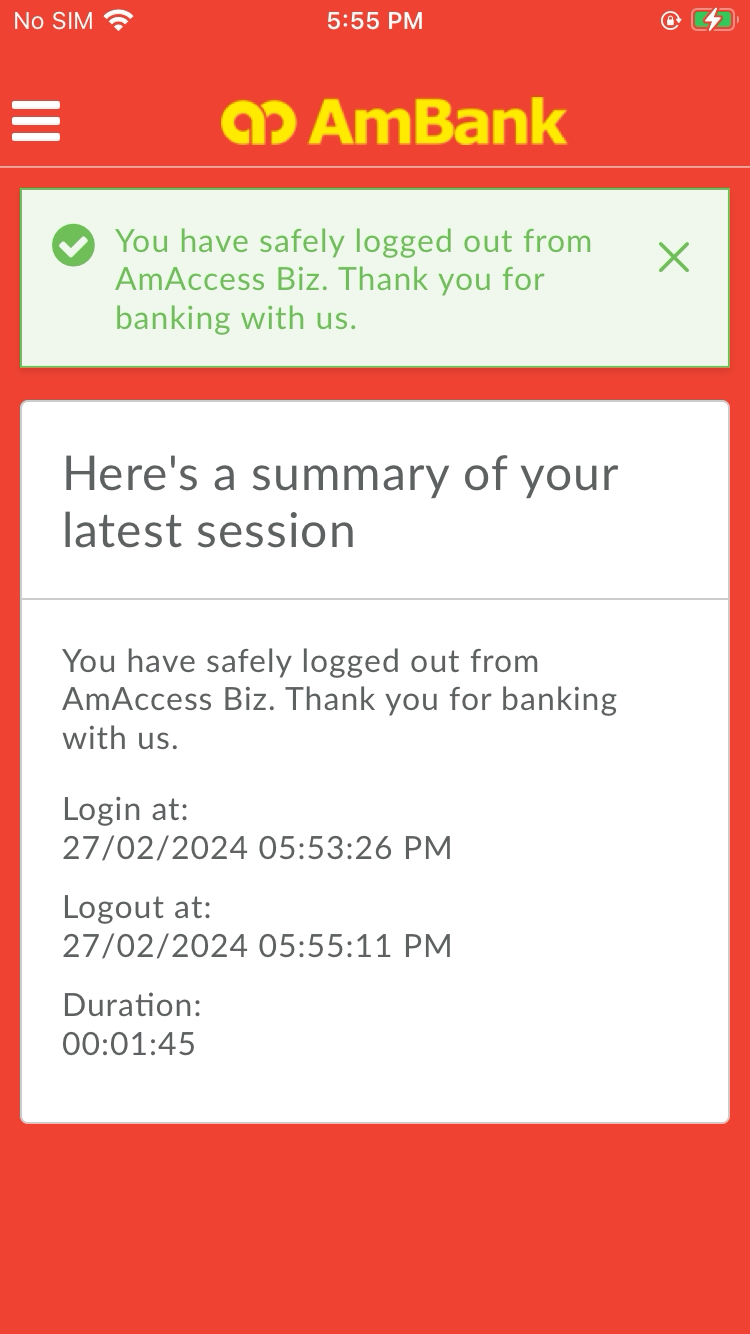 No SIM 5:55 PM
AmBank
You have safely logged out from
AmAccess Biz. Thank you for
banking with us.
Here's a summary of your
latest session
You have safely logged out from
AmAccess Biz. Thank you for banking
with us.
Login at:
27/02/2024 05:53:26 PM
Logout at:
27/02/2024 05:55:11 PM
Duration:
00:01:45